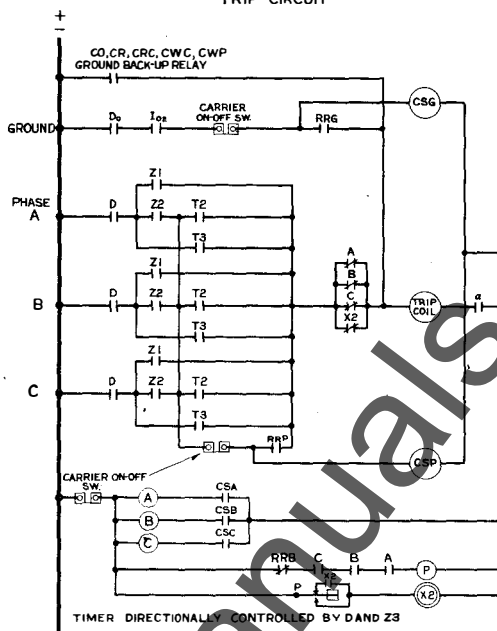 TRIP CIRCUIT
+
CO, CR, CRC, CWC, CWP
GROUND BACK-UP RELAY
CARRIER
ON-OFF SW.
CSG
GROUND
Do
Io2
RRG
Z1
PHASE
A
D
Z2
T2
T3
A
B
C
X2
Z1
B
D
Z2
T2
T3
TRIP
COIL
a
Z1
C
D
Z2
T2
T3
RRP
CSP
CARRIER ON-OFF
SW.
A
CSA
B
CSB
C
CSC
RRB
C
B
A
P
P
X2
X2
TIMER DIRECTIONALLY CONTROLLED BY D AND Z3
manuals